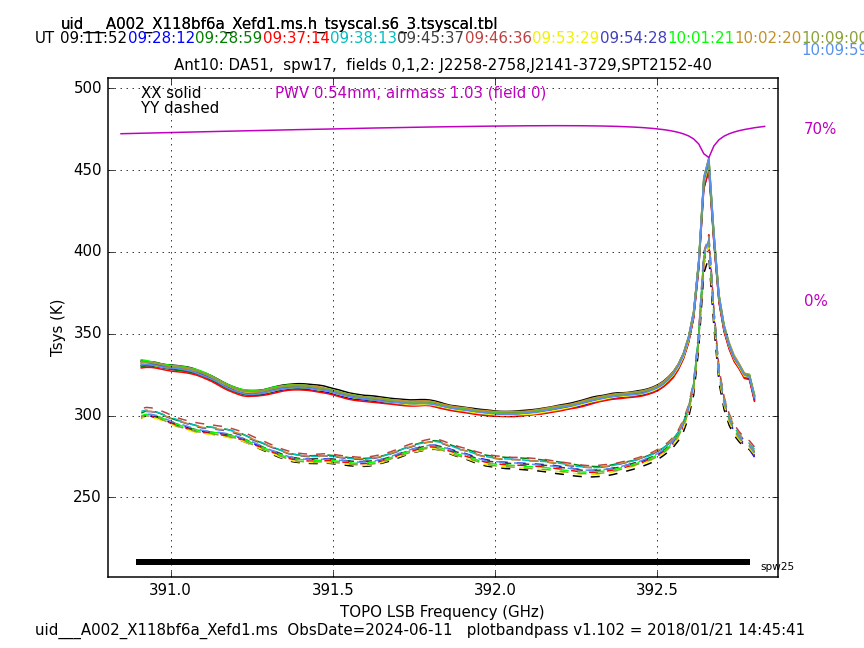 uid___A002_X118bf6a_Xefd1.ms.h_tsyscal.s6_3.tsyscal.tbl
UT 09:11:52 09:28:12 09:28:59 09:37:14 09:38:13 09:45:37 09:46:36 09:53:29 09:54:28 10:01:21 10:02:20 10:09:00
10:09:59
Ant10: DA51,  spw17,  fields 0,1,2: J2258-2758,J2141-3729,SPT2152-40
XX solid
PWV 0.54mm, airmass 1.03 (field 0)
YY dashed
500
450
400
350
300
250
Tsys (K)
70%
0%
spw25
391.0 391.5 392.0 392.5
TOPO LSB Frequency (GHz)
uid___A002_X118bf6a_Xefd1.ms  ObsDate=2024-06-11   plotbandpass v1.102 = 2018/01/21 14:45:41